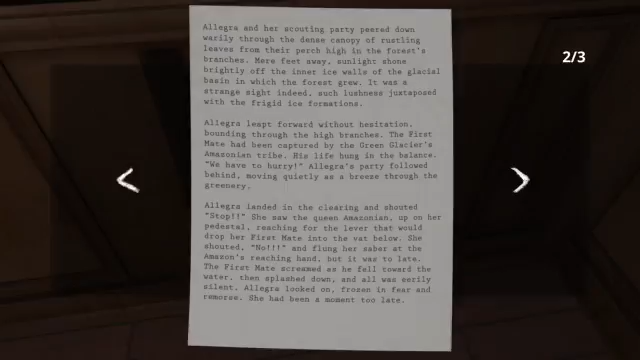 2/3
Allegra and her scouting party peered down
warily through the dense canopy of rustling
leaves from their perch high in the forest's
branches. Mere feet away, sunlight shone
brightly off the inner ice walls of the glacial
basin in which the forest grew. It was a
strange sight indeed, such lushness juxtaposed
with the frigid ice formations.
Allegra leapt forward without hesitation,
bounding through the high branches. The First
Mate had been captured by the Green Glacier's
Amazonian tribe. His life hung in the balance.
"We have to hurry!" Allegra's party followed
behind, moving quietly as a breeze through the
greenery.
Allegra landed in the clearing and shouted
"Stop!!" She saw the queen Amazonian, up on her
pedestal, reaching for the lever that would
drop her First Mate into the vat below. She
shouted, "No!!!" and flung her saber at the
Amazon's reaching hand, but it was to late.
The First Mate screamed as he fell toward the
water, then splashed down, and all was eerily
silent. Allegra looked on, frozen in fear and
remorse. She had been a moment too late.